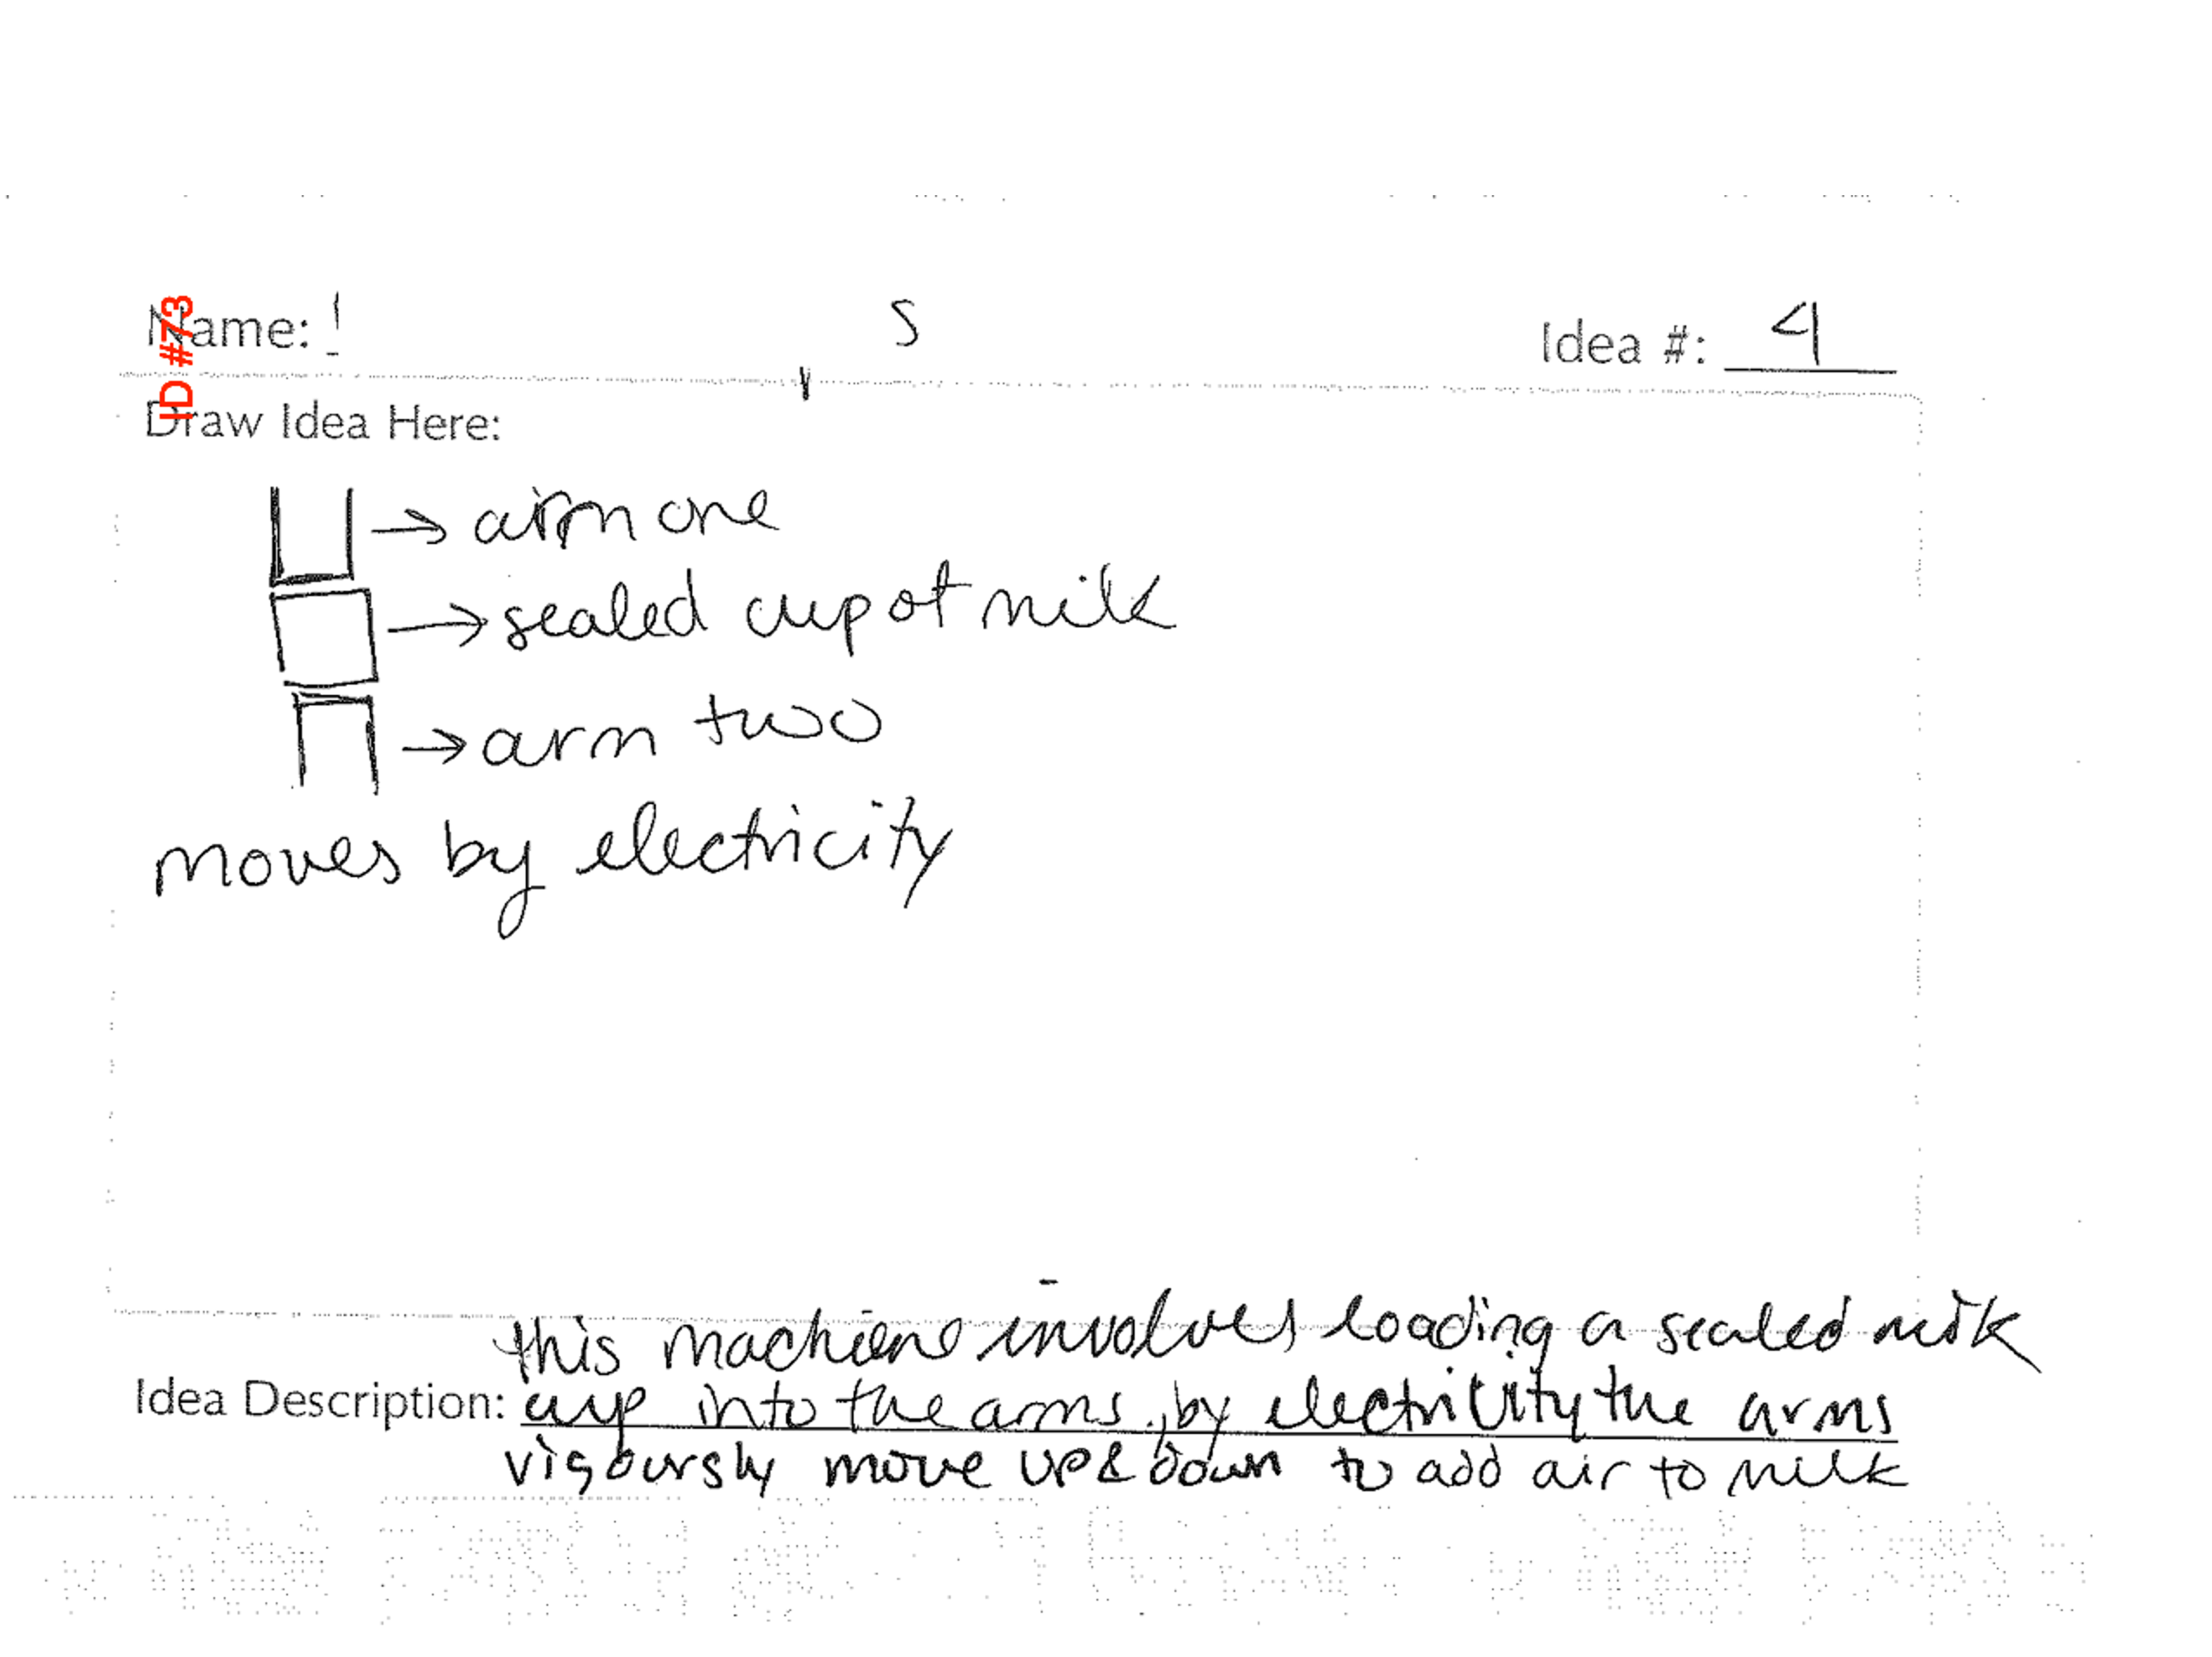 ID #73
Name: S Idea #: 4
Draw Idea Here:
→ arm one
→ sealed cup of milk
→ arm two
moves by electricity
this machiene involves loading a sealed milk
Idea Description: cup into the arms., by electricity the arms
vigoursly move up & down to add air to milk